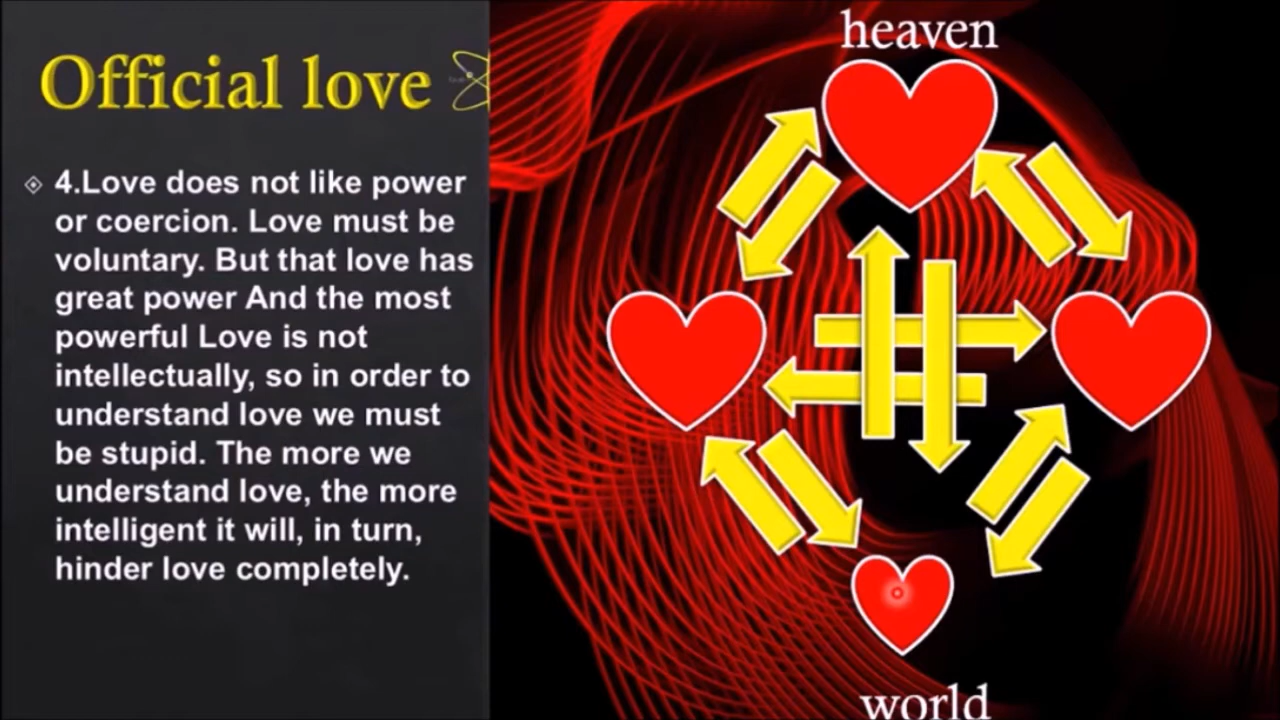 Official love
4.Love does not like power
or coercion. Love must be
voluntary. But that love has
great power And the most
powerful Love is not
intellectually, so in order to
understand love we must
be stupid. The more we
understand love, the more
intelligent it will, in turn,
hinder love completely.
heaven
world